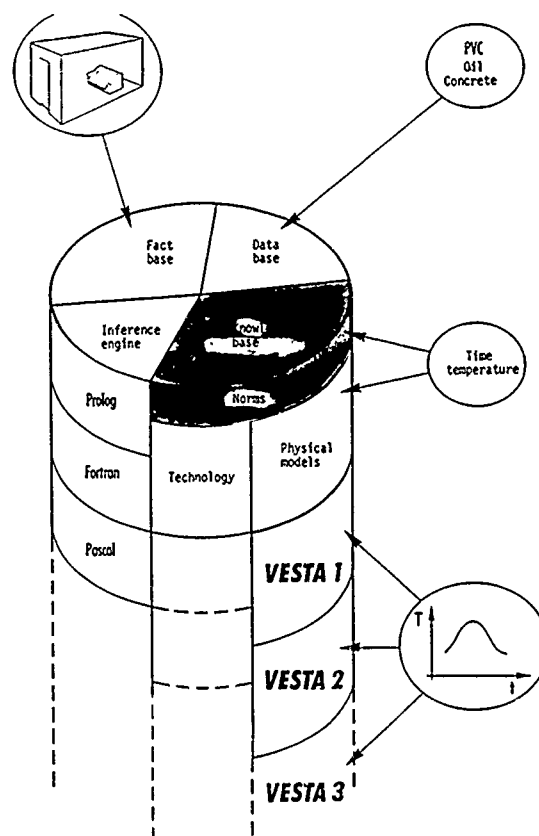 PVC
Oil
Concrete
Fact
base
Data
base
Inference
engine
Knowl
base
Time
temperature
Prolog
Norms
Physical
models
Fortran
Technology
Pascal
VESTA 1
T
t
VESTA 2
VESTA 3